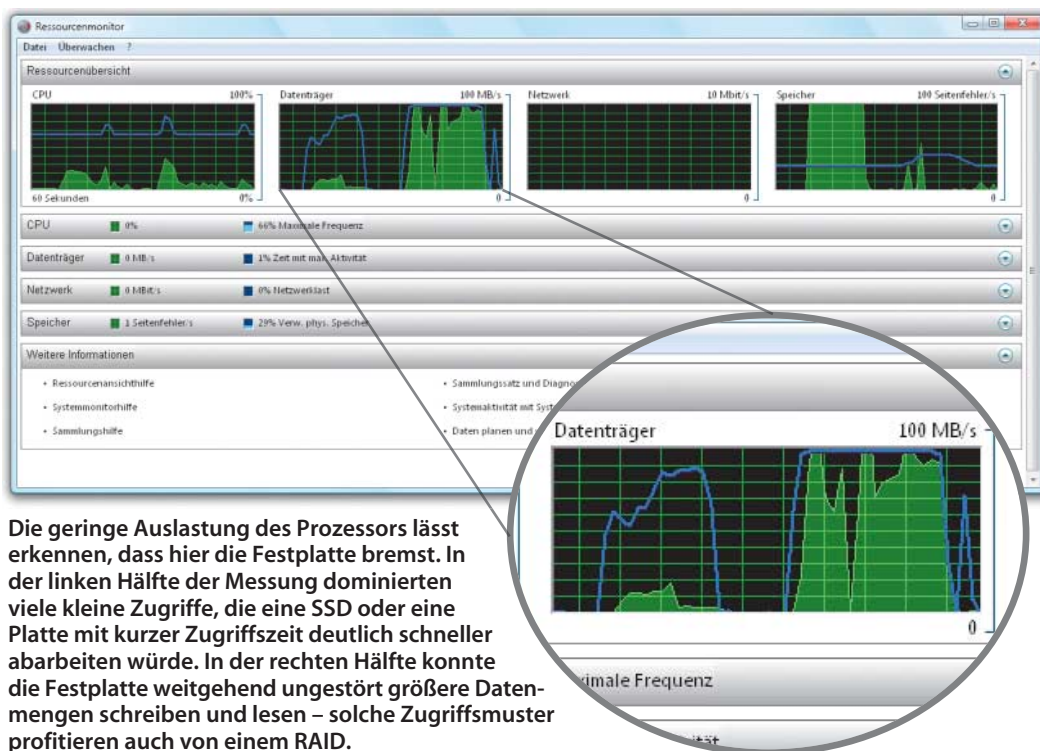 Ressourcenmonitor
Datei Überwachen ?
Ressourcenübersicht
CPU 100%
60 Sekunden 0%
Datenträger 100 MB/s
0
Netzwerk 10 Mbit/s
0
Speicher 100 Seitenfehler/s
0
CPU 0% 66% Maximale Frequenz
Datenträger 0 MB/s 1% Zeit mit max. Aktivität
Netzwerk 0 MBit/s 0% Netzwerklast
Speicher 1 Seitenfehler/s 29% Verw. phys. Speicher
Weitere Informationen
• Ressourcenansichthilfe
• Systemmonitorhilfe
• Sammlungshilfe
• Sammlungssatz und Diagno
• Systemaktivität mit Syst
• Daten planen und
Datenträger 100 MB/s
0
ximale Frequenz
ität
Die geringe Auslastung des Prozessors lässt
erkennen, dass hier die Festplatte bremst. In
der linken Hälfte der Messung dominierten
viele kleine Zugriffe, die eine SSD oder eine
Platte mit kurzer Zugriffszeit deutlich schneller
abarbeiten würde. In der rechten Hälfte konnte
die Festplatte weitgehend ungestört größere Daten-
mengen schreiben und lesen – solche Zugriffsmuster
profitieren auch von einem RAID.